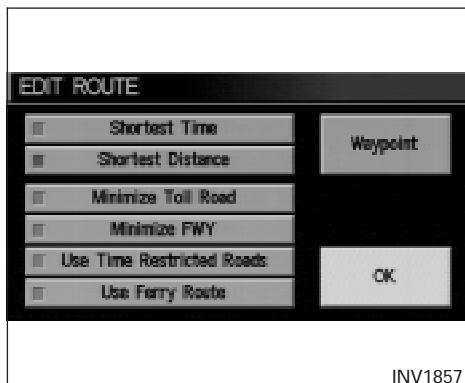 EDIT ROUTE
Shortest Time
Shortest Distance
Minimize Toll Road
Minimize FWY
Use Time Restricted Roads
Use Ferry Route
Waypoint
OK
INV1857